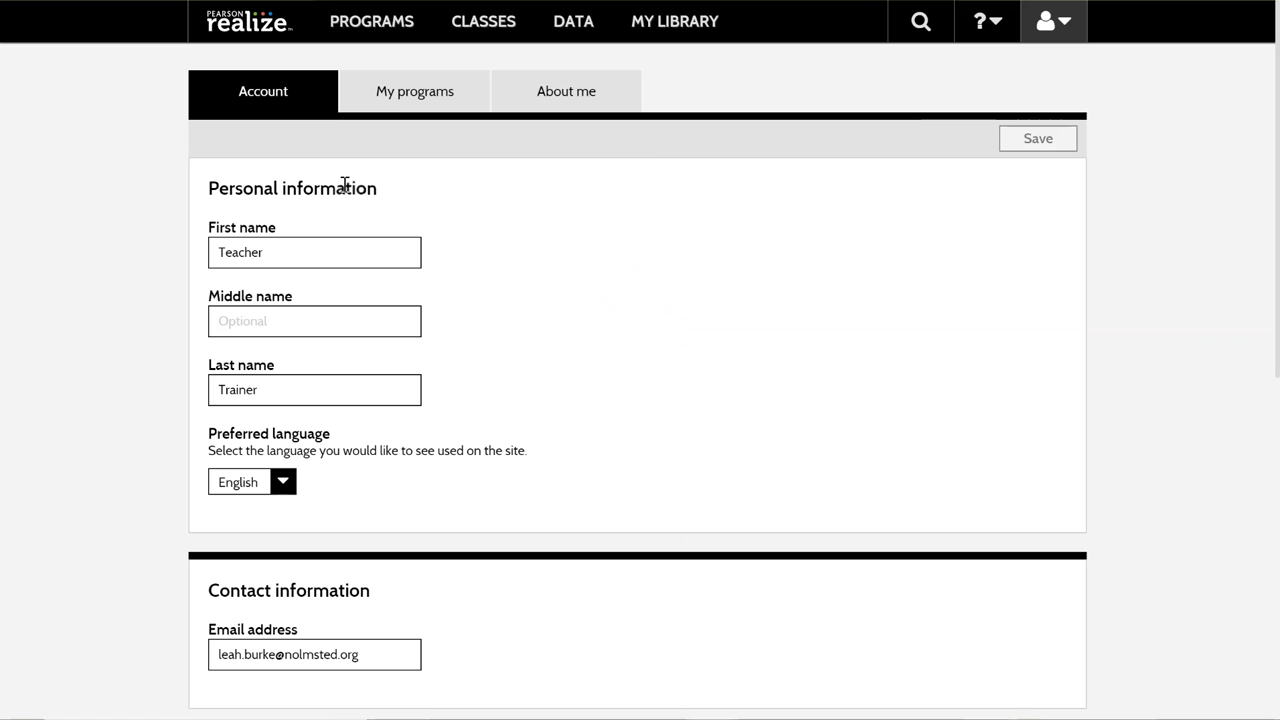 PEARSON
realize™
PROGRAMS CLASSES DATA MY LIBRARY ?
Account My programs About me
Save
Personal information
First name
Teacher
Middle name
Optional
Last name
Trainer
Preferred language
Select the language you would like to see used on the site.
English
Contact information
Email address
leah.burke@nolmsted.org